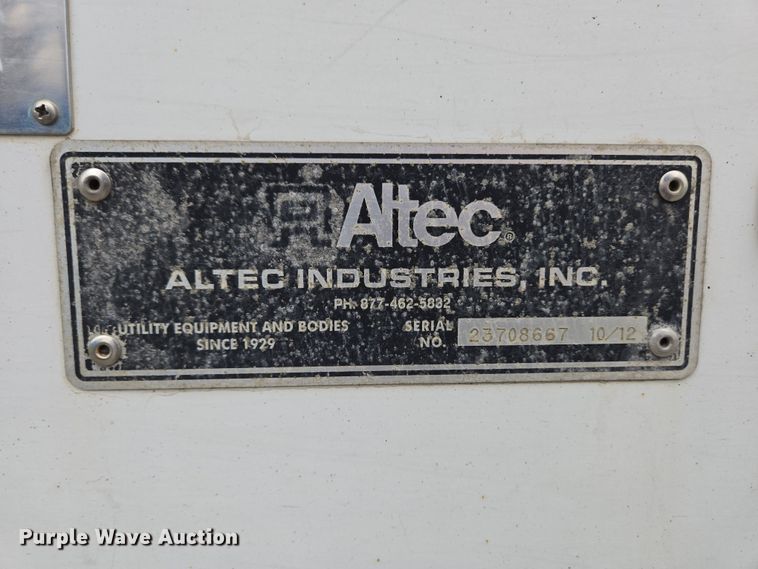 Altec®
ALTEC INDUSTRIES, INC.
PH. 877-462-5832
UTILITY EQUIPMENT AND BODIES
SINCE 1929
SERIAL NO. 23708667 10/12
Purple Wave Auction